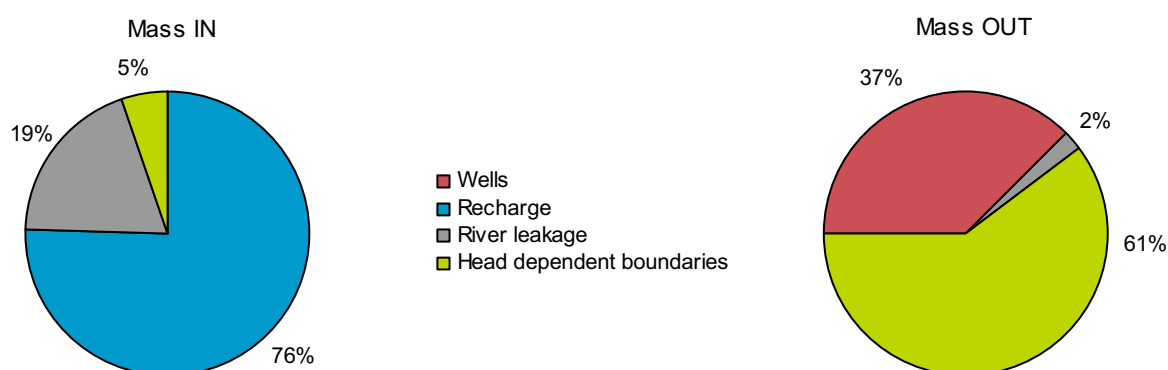 Mass IN
5%
19%
76%
Wells
Recharge
River leakage
Head dependent boundaries
Mass OUT
37%
2%
61%